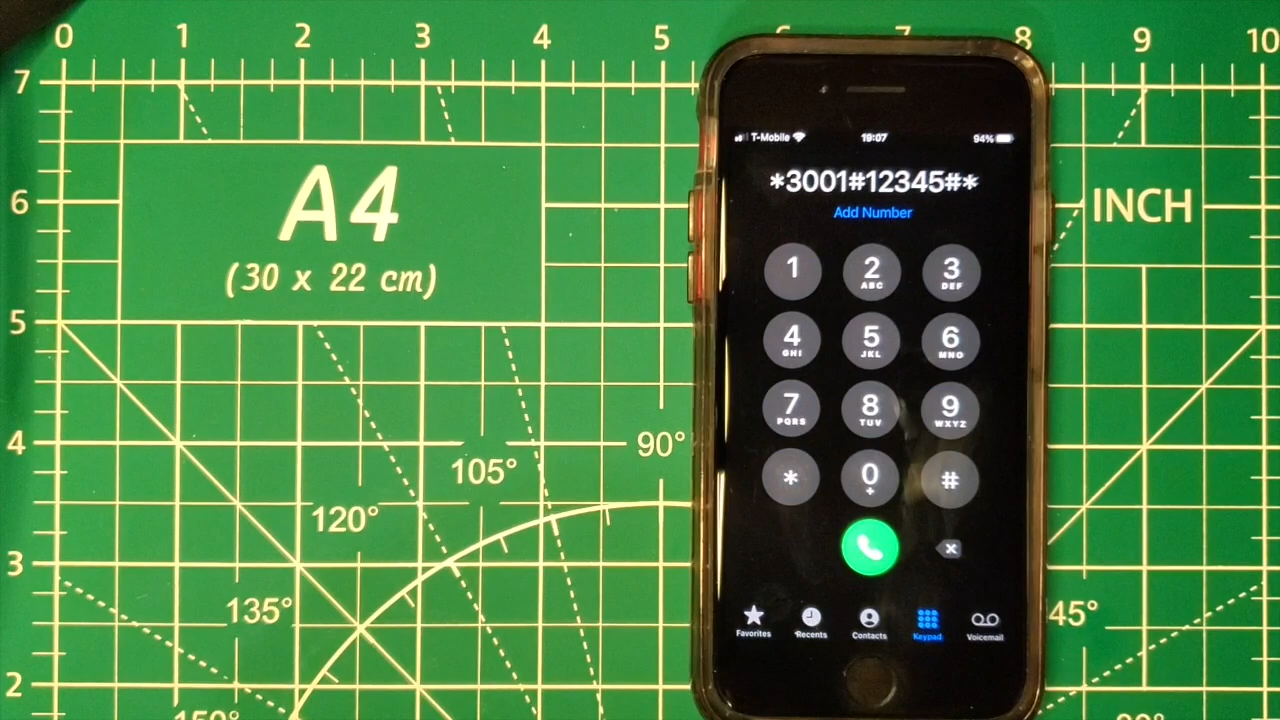 0 1 2 3 4 5 7 8 9 10
7
A4
6
(30 x 22 cm)
INCH
5
4
90°
105°
120°
3
135°
45°
2
T-Mobile 19:07 94%
*3001#12345#*
Add Number
1 2 3
ABC DEF
4 5 6
GHI JKL MNO
7 8 9
PQRS TUV WXYZ
* 0 #
+
Favorites Recents Contacts Keypad Voicemail